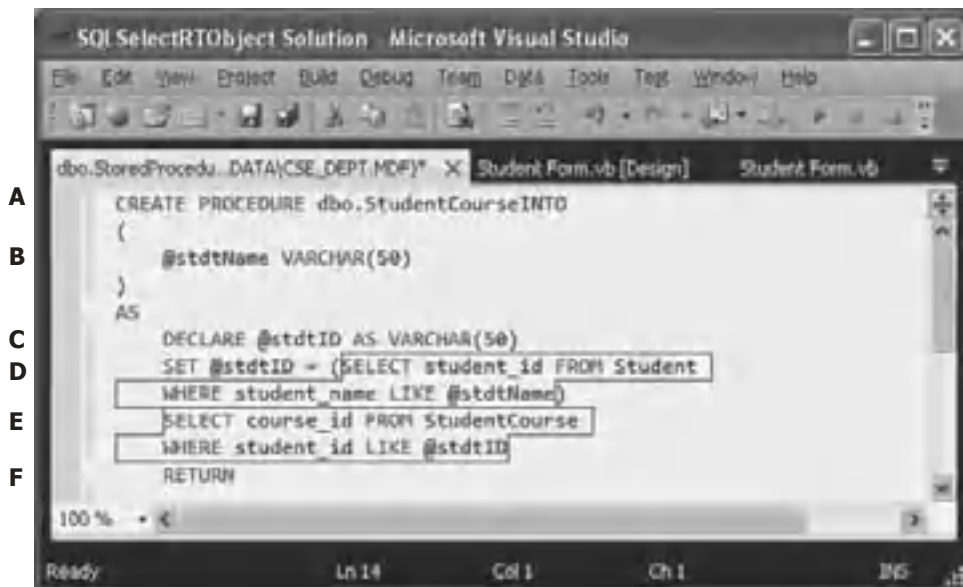 SQLSelectRTObject Solution - Microsoft Visual Studio
File Edit View Project Build Debug Team Data Tools Test Window Help
dbo.StoredProcedu...DATA\CSE_DEPT.MDF)* Student Form.vb [Design] Student Form.vb
A CREATE PROCEDURE dbo.StudentCourseINTO
(
B @stdtName VARCHAR(50)
)
AS
C DECLARE @stdtID AS VARCHAR(50)
D SET @stdtID = (SELECT student_id FROM Student
WHERE student_name LIKE @stdtName)
E SELECT course_id FROM StudentCourse
WHERE student_id LIKE @stdtID
F RETURN
100 %
Ready Ln 14 Col 1 Ch 1 INS